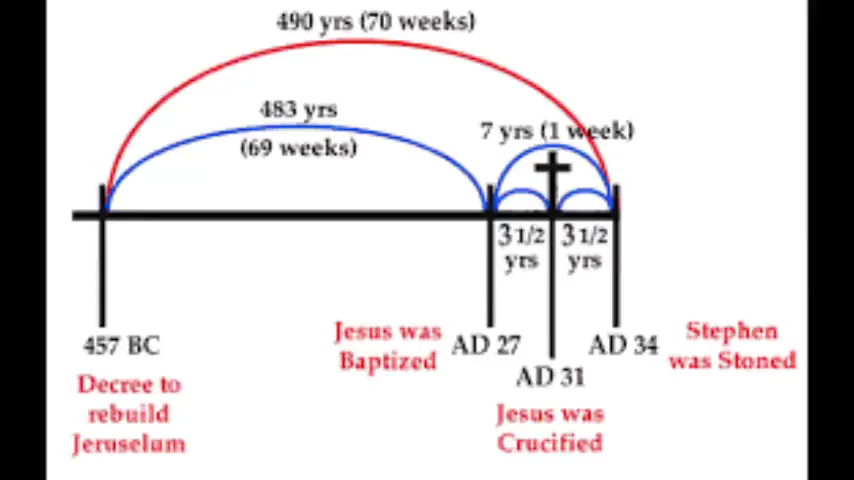 490 yrs (70 weeks)
483 yrs
(69 weeks)
7 yrs (1 week)
3 1/2
yrs
3 1/2
yrs
457 BC
Decree to
rebuild
Jeruselum
Jesus was
Baptized
AD 27
AD 31
Jesus was
Crucified
AD 34
Stephen
was Stoned